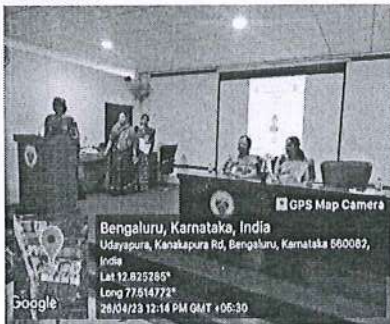 GPS Map Camera
Bengaluru, Karnataka, India
Udayapura, Kanakapura Rd, Bengaluru, Karnataka 560082,
India
Lat 12.825285°
Long 77.514772°
26/04/23 12:14 PM GMT +05:30
Google